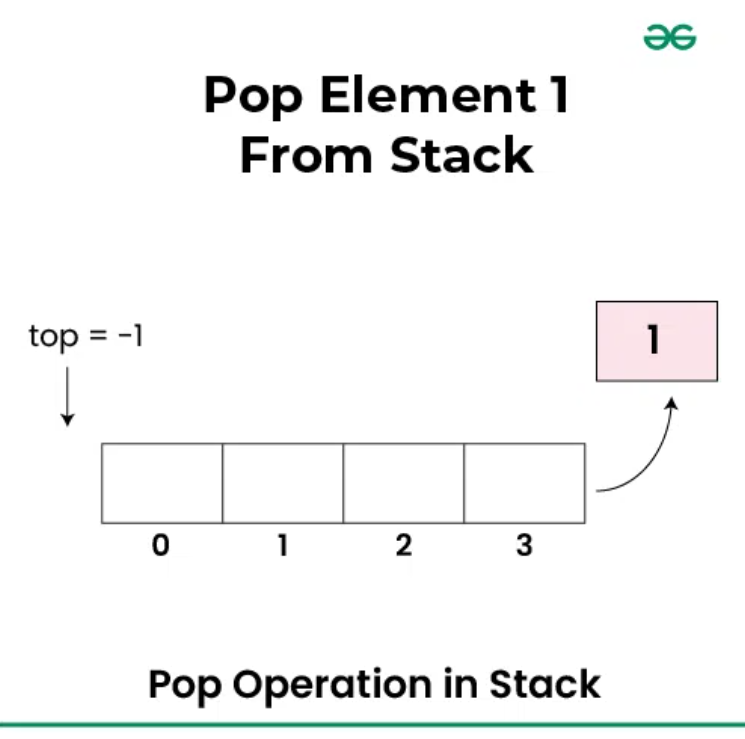 Pop Element 1
From Stack
top = -1
1
0 1 2 3
Pop Operation in Stack